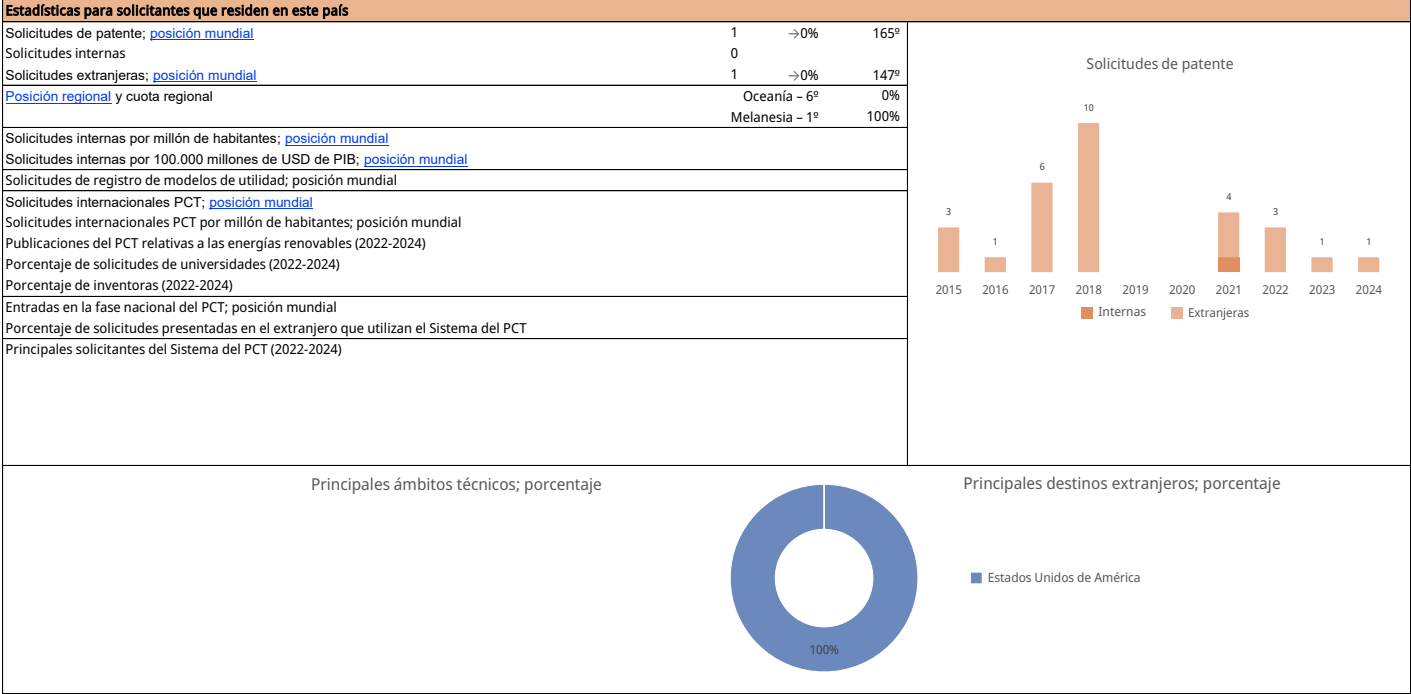 Estadísticas para solicitantes que residen en este país
Solicitudes de patente; posición mundial 1 →0% 165º
Solicitudes internas 0
Solicitudes extranjeras; posición mundial 1 →0% 147º
Posición regional y cuota regional Oceanía – 6º 0%
Melanesia – 1º 100%
Solicitudes internas por millón de habitantes; posición mundial
Solicitudes internas por 100.000 millones de USD de PIB; posición mundial
Solicitudes de registro de modelos de utilidad; posición mundial
Solicitudes internacionales PCT; posición mundial
Solicitudes internacionales PCT por millón de habitantes; posición mundial
Publicaciones del PCT relativas a las energías renovables (2022-2024)
Porcentaje de solicitudes de universidades (2022-2024)
Porcentaje de inventoras (2022-2024)
Entradas en la fase nacional del PCT; posición mundial
Porcentaje de solicitudes presentadas en el extranjero que utilizan el Sistema del PCT
Principales solicitantes del Sistema del PCT (2022-2024)
Solicitudes de patente
3 1 6 10 4 3 1 1
2015 2016 2017 2018 2019 2020 2021 2022 2023 2024
Internas Extranjeras
Principales ámbitos técnicos; porcentaje
Principales destinos extranjeros; porcentaje
Estados Unidos de América
100%